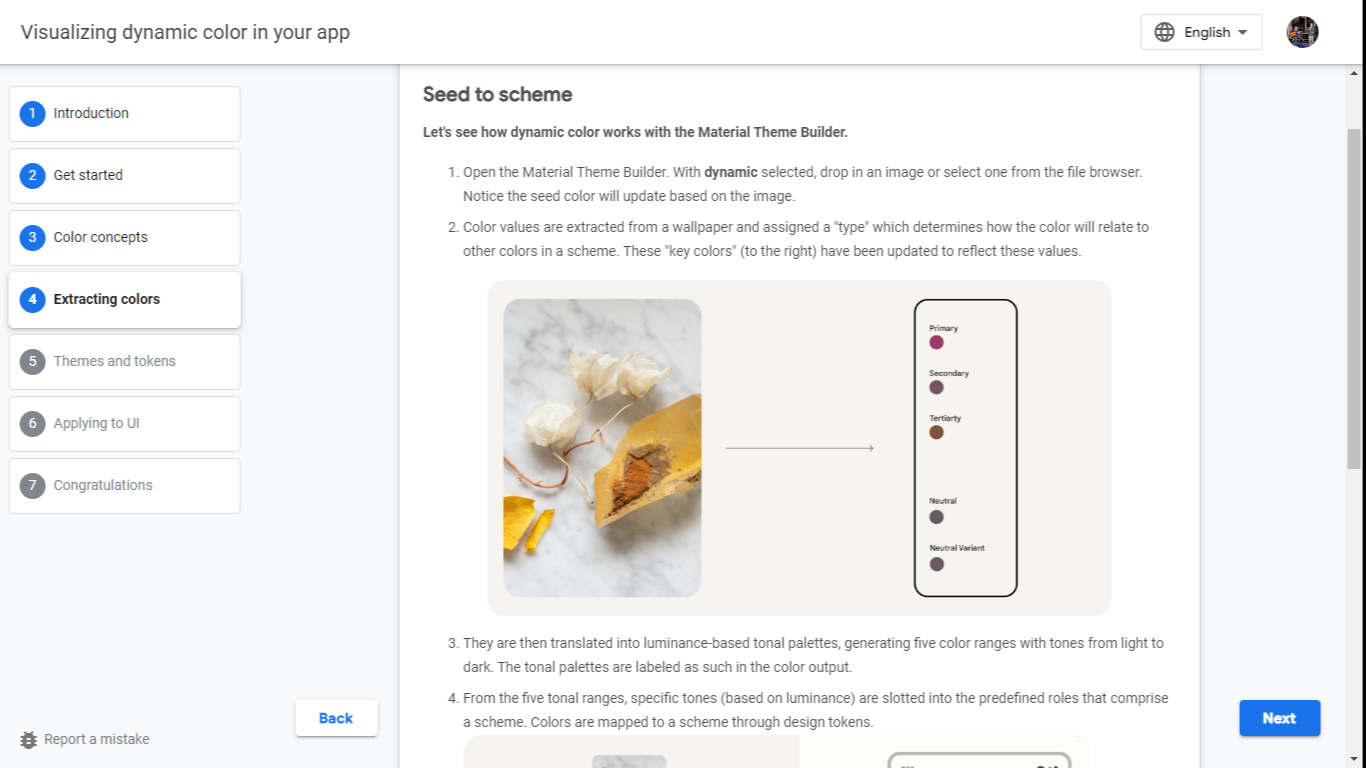 Visualizing dynamic color in your app
English
1 Introduction
2 Get started
3 Color concepts
4 Extracting colors
5 Themes and tokens
6 Applying to UI
7 Congratulations
Report a mistake
Seed to scheme
Let's see how dynamic color works with the Material Theme Builder.
1. Open the Material Theme Builder. With dynamic selected, drop in an image or select one from the file browser.
Notice the seed color will update based on the image.
2. Color values are extracted from a wallpaper and assigned a "type" which determines how the color will relate to
other colors in a scheme. These "key colors" (to the right) have been updated to reflect these values.
Primary
Secondary
Tertiarty
Neutral
Neutral Variant
3. They are then translated into luminance-based tonal palettes, generating five color ranges with tones from light to
dark. The tonal palettes are labeled as such in the color output.
4. From the five tonal ranges, specific tones (based on luminance) are slotted into the predefined roles that comprise
a scheme. Colors are mapped to a scheme through design tokens.
Back
Next